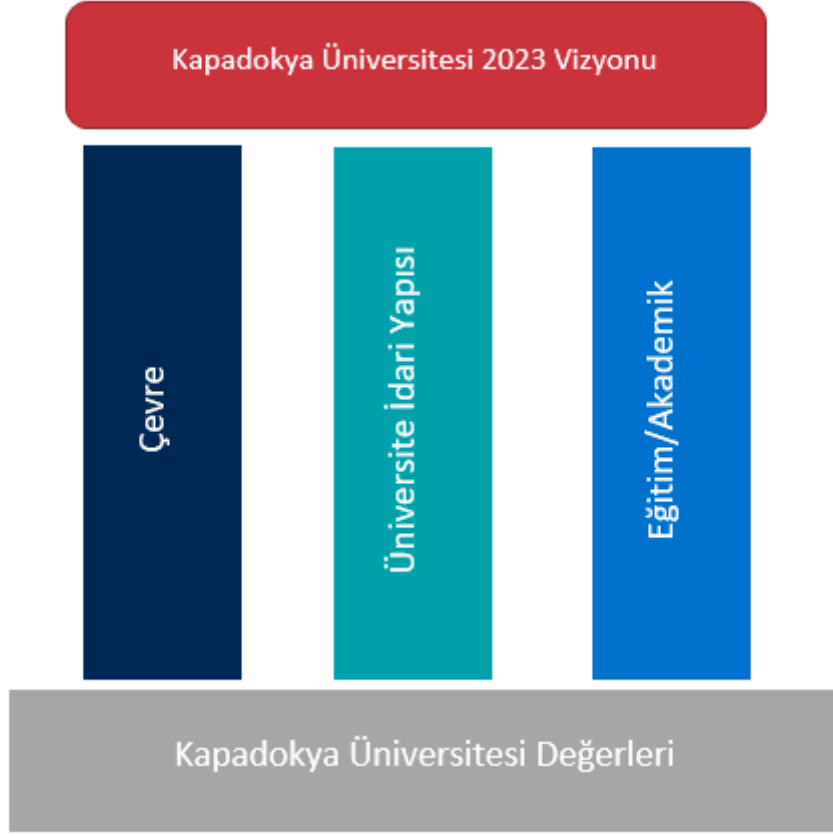 Kapadokya Üniversitesi 2023 Vizyonu
Çevre
Üniversite İdari Yapısı
Eğitim/Akademik
Kapadokya Üniversitesi Değerleri